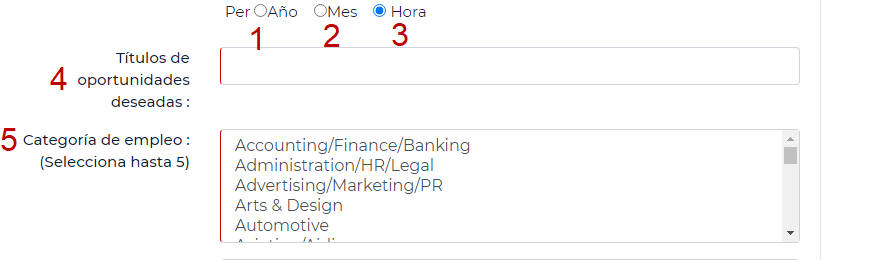 Per Año Mes Hora
1 2 3
4 Títulos de
oportunidades
deseadas :
5 Categoría de empleo :
(Selecciona hasta 5)
Accounting/Finance/Banking
Administration/HR/Legal
Advertising/Marketing/PR
Arts & Design
Automotive